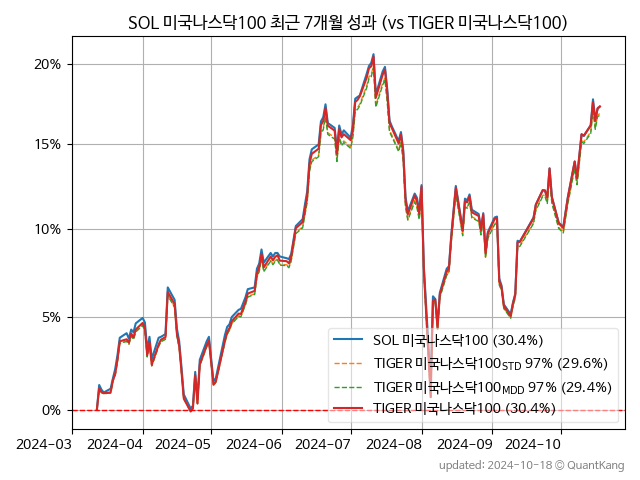 SOL 미국나스닥100 최근 7개월 성과 (vs TIGER 미국나스닥100)
20%
15%
10%
5%
0%
SOL 미국나스닥100 (30.4%)
TIGER 미국나스닥100STD 97% (29.6%)
TIGER 미국나스닥100MDD 97% (29.4%)
TIGER 미국나스닥100 (30.4%)
2024-03 2024-04 2024-05 2024-06 2024-07 2024-08 2024-09 2024-10
updated: 2024-10-18 © QuantKang